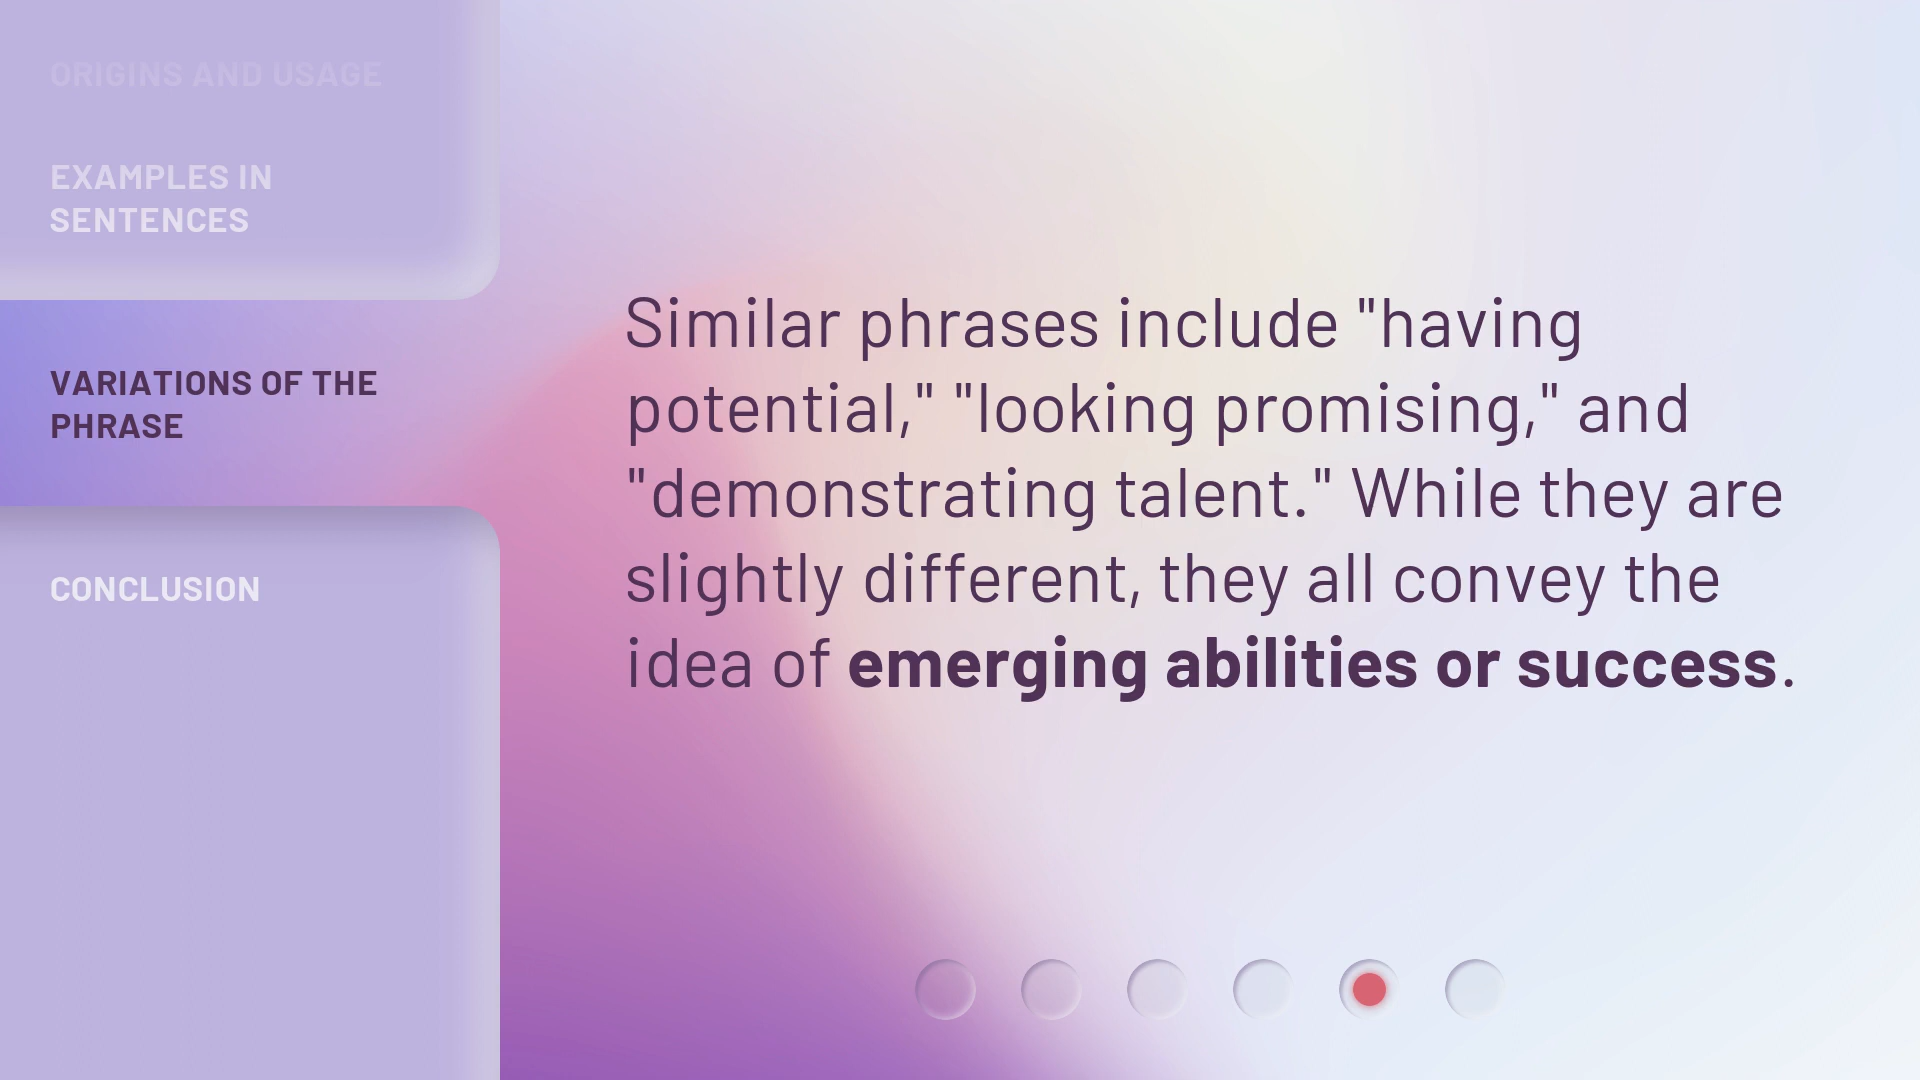 ORIGINS AND USAGE
EXAMPLES IN
SENTENCES
VARIATIONS OF THE
PHRASE
CONCLUSION
Similar phrases include "having
potential," "looking promising," and
"demonstrating talent." While they are
slightly different, they all convey the
idea of emerging abilities or success.